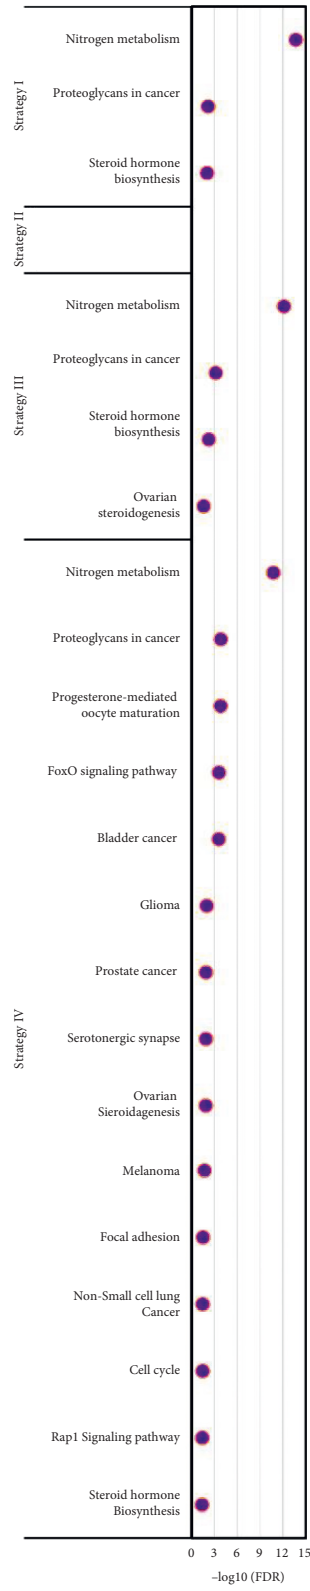 Strategy I
Nitrogen metabolism
Proteoglycans in cancer
Steroid hormone
biosynthesis
Strategy II
Strategy III
Nitrogen metabolism
Proteoglycans in cancer
Steroid hormone
biosynthesis
Ovarian
steroidogenesis
Strategy IV
Nitrogen metabolism
Proteoglycans in cancer
Progesterone-mediated
oocyte maturation
FoxO signaling pathway
Bladder cancer
Glioma
Prostate cancer
Serotonergic synapse
Ovarian
Sieroidagenesis
Melanoma
Focal adhesion
Non-Small cell lung
Cancer
Cell cycle
Rap1 Signaling pathway
Steroid hormone
Biosynthesis
0 3 6 9 12 15
–log10 (FDR)